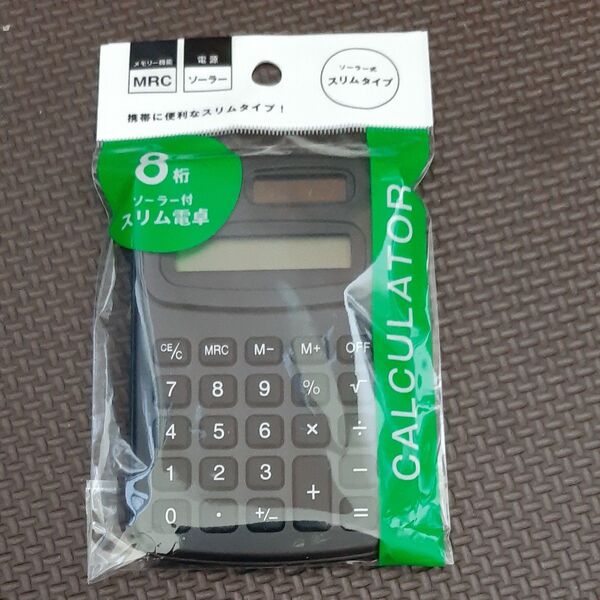 メモリー機能
MRC
電源
ソーラー
携帯に便利なスリムタイプ!
ソーラー式
スリムタイプ
8桁
ソーラー付
スリム電卓
CALCULATOR
CE/C MRC M− M+ OFF
7 8 9 % √
4 5 6 × ÷
1 2 3 −
+
0 · +/− =